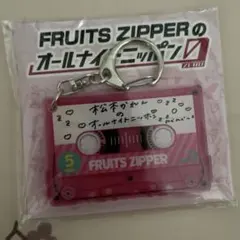 FRUITS ZIPPERの
オールナイトニッポン0
ZERO
松本かれん
の
オールナイトニッポン
5
FRUITS ZIPPER